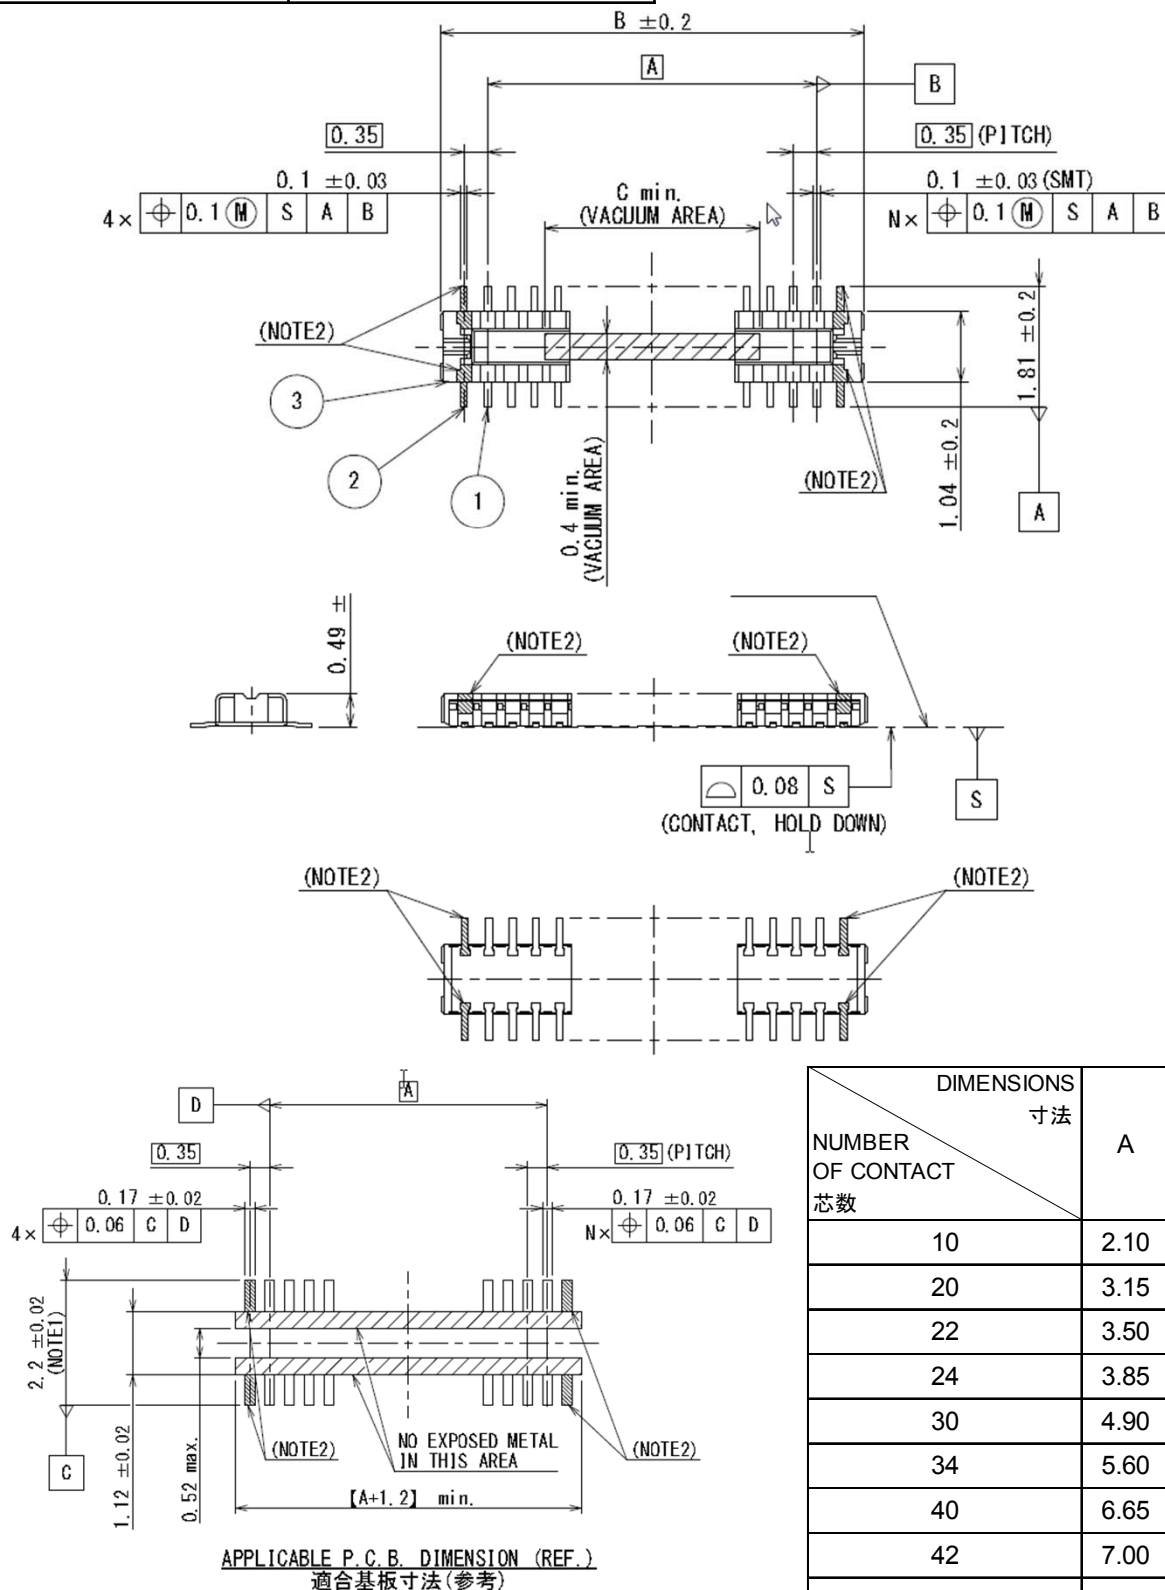 B ±0.2
A
B
0.35
0.35 (PITCH)
0.1 ±0.03
C min.
(VACUUM AREA)
0.1 ±0.03(SMT)
4× ⌖ 0.1 Ⓜ S A B
N× ⌖ 0.1 Ⓜ S A B
(NOTE2)
3
2
1
0.4 min.
(VACUUM AREA)
(NOTE2)
1.04 ±0.2
1.81 ±0.2
A
0.49 ±
(NOTE2)
(NOTE2)
⌓ 0.08 S
(CONTACT, HOLD DOWN)
S
(NOTE2)
(NOTE2)
D
A
0.35
0.35 (PITCH)
0.17 ±0.02
0.17 ±0.02
4× ⌖ 0.06 C D
N× ⌖ 0.06 C D
2.2 ±0.02
(NOTE1)
C
1.12 ±0.02
0.52 max.
(NOTE2)
NO EXPOSED METAL
IN THIS AREA
(NOTE2)
【A+1.2】 min.
APPLICABLE P.C.B. DIMENSION (REF.)
適合基板寸法(参考)
DIMENSIONS
寸法
NUMBER
OF CONTACT
芯数
A
10 2.10
20 3.15
22 3.50
24 3.85
30 4.90
34 5.60
40 6.65
42 7.00